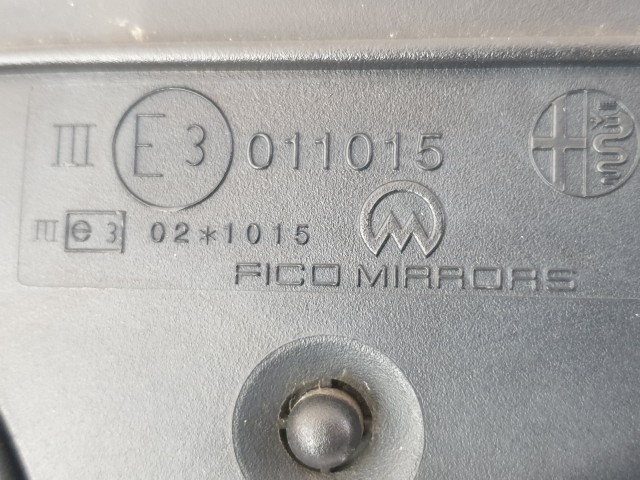 III E3 011015
III e3 02*1015
FICO MIRRORS